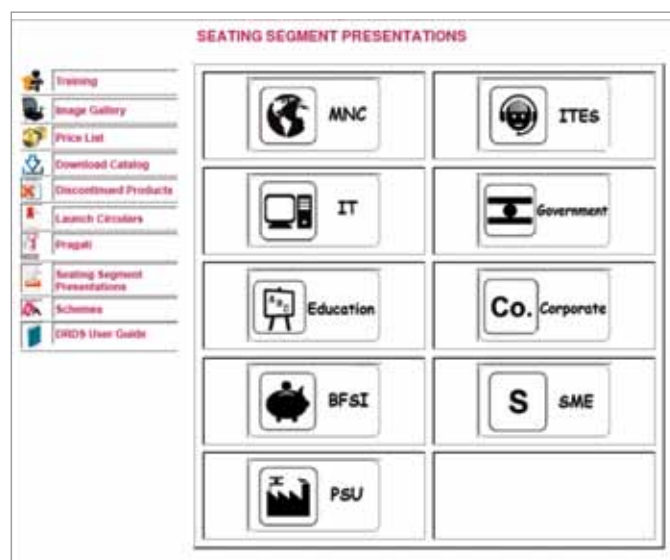 SEATING SEGMENT PRESENTATIONS
Training
Image Gallery
Price List
Download Catalog
Discontinued Products
Launch Circulars
Pragati
Seating Segment
Presentations
Schemes
DRDS User Guide
MNC
ITES
IT
Government
A B C
Education
Co. Corporate
BFSI
S SME
PSU